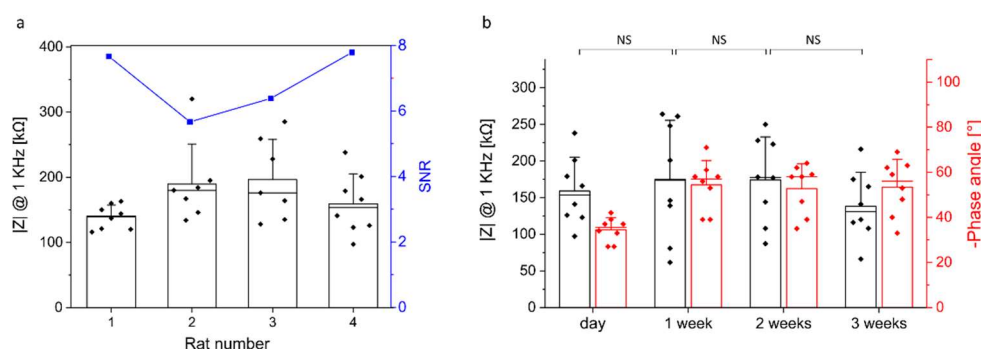 a
400
300
200
100
0
|Z| @ 1 KHz [kΩ]
8
6
4
2
0
SNR
1 2 3 4
Rat number
b
NS NS NS
300
250
200
150
100
50
0
|Z| @ 1 KHz [kΩ]
100
80
60
40
20
0
-Phase angle [°]
day 1 week 2 weeks 3 weeks